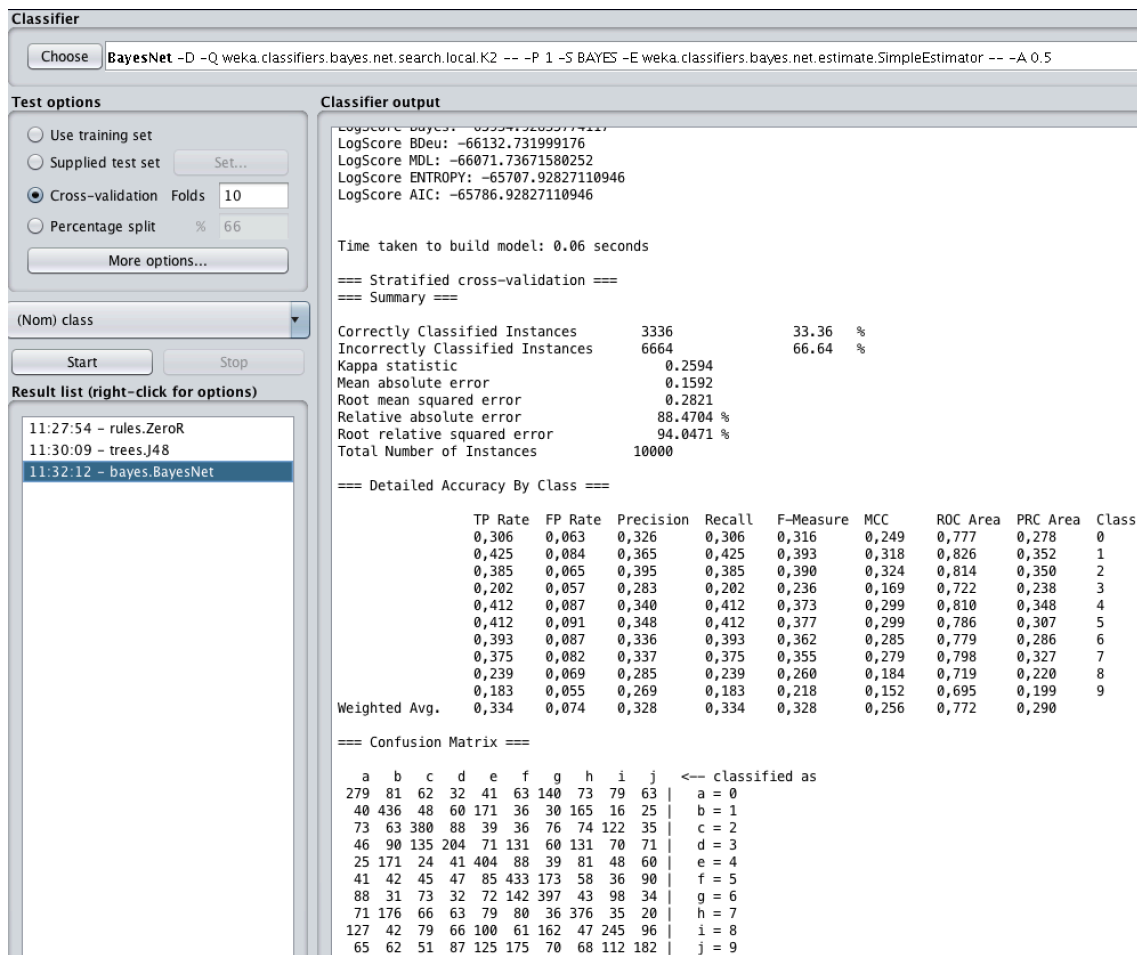 Classifier
Choose BayesNet -D -Q weka.classifiers.bayes.net.search.local.K2 -- -P 1 -S BAYES -E weka.classifiers.bayes.net.estimate.SimpleEstimator -- -A 0.5
Test options
Use training set
Supplied test set Set...
Cross-validation Folds 10
Percentage split % 66
More options...
(Nom) class
Start Stop
Result list (right-click for options)
11:27:54 - rules.ZeroR
11:30:09 - trees.J48
11:32:12 - bayes.BayesNet
Classifier output
LogScore Bayes:
LogScore BDeu: -66132.731999176
LogScore MDL: -66071.73671580252
LogScore ENTROPY: -65707.92827110946
LogScore AIC: -65786.92827110946
Time taken to build model: 0.06 seconds
=== Stratified cross-validation ===
=== Summary ===
Correctly Classified Instances 3336 33.36 %
Incorrectly Classified Instances 6664 66.64 %
Kappa statistic 0.2594
Mean absolute error 0.1592
Root mean squared error 0.2821
Relative absolute error 88.4704 %
Root relative squared error 94.0471 %
Total Number of Instances 10000
=== Detailed Accuracy By Class ===
TP Rate FP Rate Precision Recall F-Measure MCC ROC Area PRC Area Class
0,306 0,063 0,326 0,306 0,316 0,249 0,777 0,278 0
0,425 0,084 0,365 0,425 0,393 0,318 0,826 0,352 1
0,385 0,065 0,395 0,385 0,390 0,324 0,814 0,350 2
0,202 0,057 0,283 0,202 0,236 0,169 0,722 0,238 3
0,412 0,087 0,340 0,412 0,373 0,299 0,810 0,348 4
0,412 0,091 0,348 0,412 0,377 0,299 0,786 0,307 5
0,393 0,087 0,336 0,393 0,362 0,285 0,779 0,286 6
0,375 0,082 0,337 0,375 0,355 0,279 0,798 0,327 7
0,239 0,069 0,285 0,239 0,260 0,184 0,719 0,220 8
0,183 0,055 0,269 0,183 0,218 0,152 0,695 0,199 9
Weighted Avg. 0,334 0,074 0,328 0,334 0,328 0,256 0,772 0,290
=== Confusion Matrix ===
a b c d e f g h i j <-- classified as
279 81 62 32 41 63 140 73 79 63 | a = 0
40 436 48 60 171 36 30 165 16 25 | b = 1
73 63 380 88 39 36 76 74 122 35 | c = 2
46 90 135 204 71 131 60 131 70 71 | d = 3
25 171 24 41 404 88 39 81 48 60 | e = 4
41 42 45 47 85 433 173 58 36 90 | f = 5
88 31 73 32 72 142 397 43 98 34 | g = 6
71 176 66 63 79 80 36 376 35 20 | h = 7
127 42 79 66 100 61 162 47 245 96 | i = 8
65 62 51 87 125 175 70 68 112 182 | j = 9